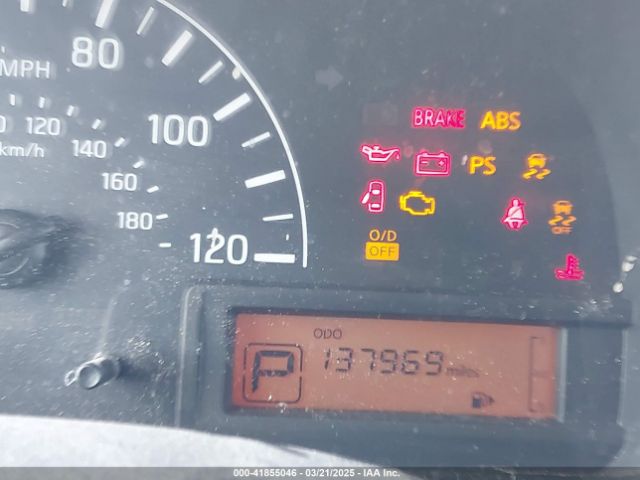 80
MPH
100
120
140
km/h
160
180
120
BRAKE ABS
PS
O/D
OFF
OFF
ODO
P 137969 miles
000-41855046 - 03/21/2025 - IAA Inc.